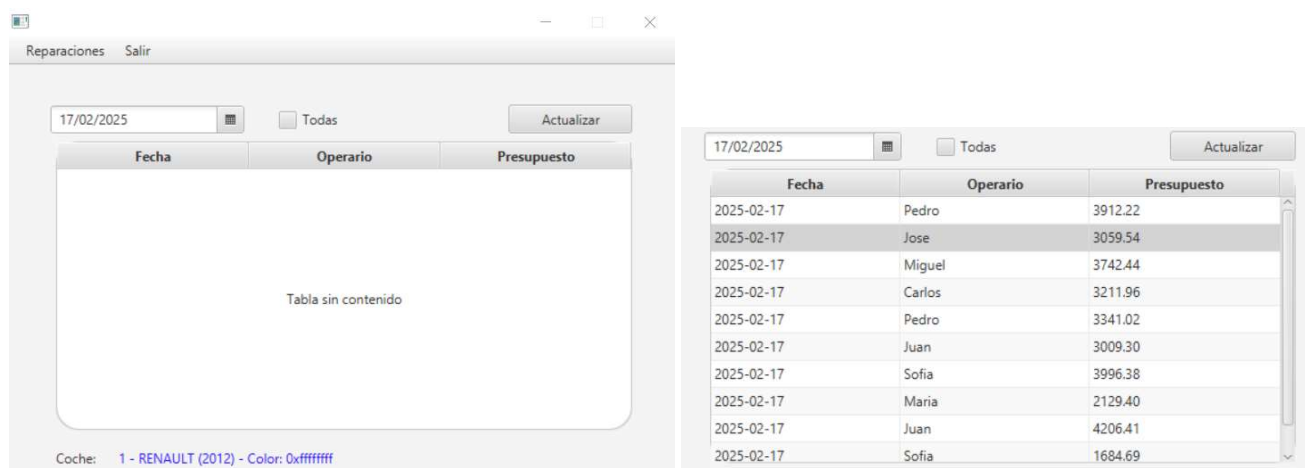 Reparaciones Salir
17/02/2025 Todas Actualizar
Fecha Operario Presupuesto
Tabla sin contenido
Coche: 1 - RENAULT (2012) - Color: 0xffffffff
17/02/2025 Todas Actualizar
Fecha Operario Presupuesto
2025-02-17 Pedro 3912.22
2025-02-17 Jose 3059.54
2025-02-17 Miguel 3742.44
2025-02-17 Carlos 3211.96
2025-02-17 Pedro 3341.02
2025-02-17 Juan 3009.30
2025-02-17 Sofia 3996.38
2025-02-17 Maria 2129.40
2025-02-17 Juan 4206.41
2025-02-17 Sofia 1684.69